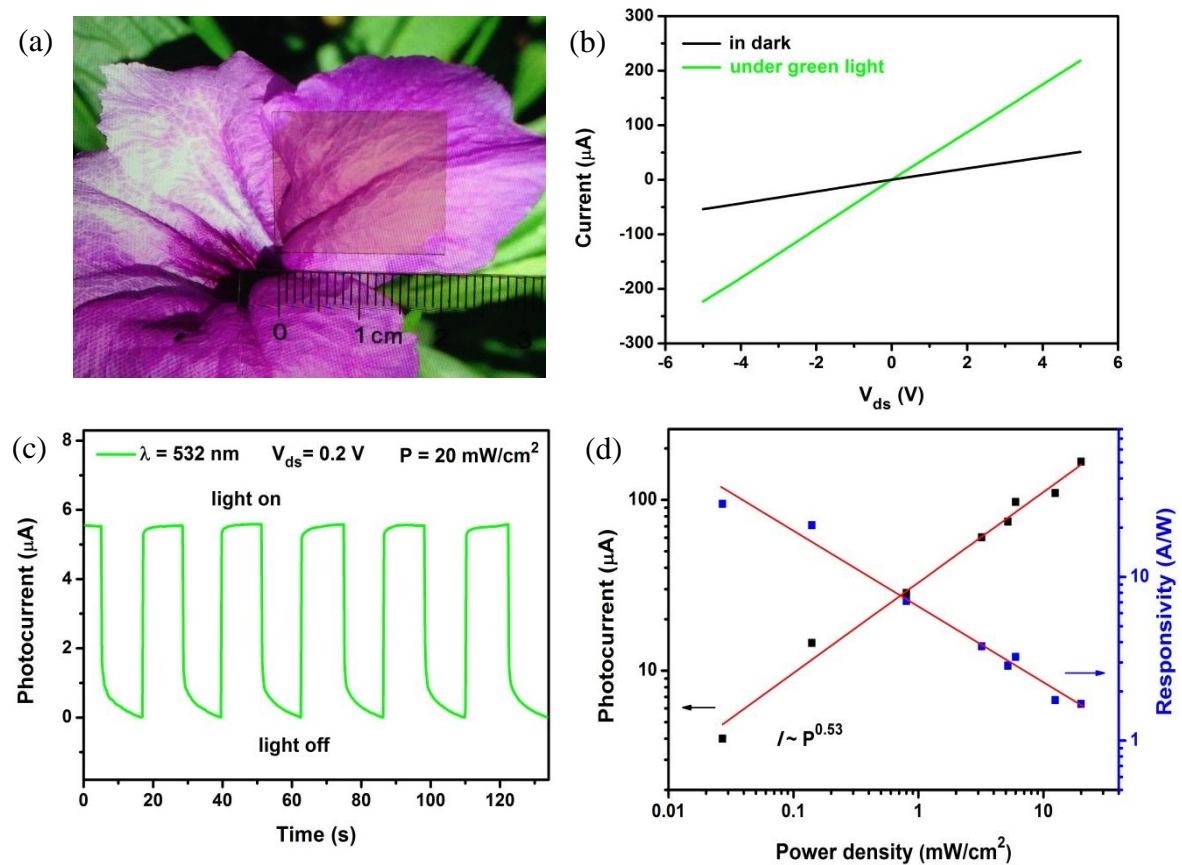 (a)
0 1 cm 2 3
(b)
in dark
under green light
Current (μA)
300
200
100
0
-100
-200
-300
-6 -4 -2 0 2 4 6
V_ds (V)
(c)
λ = 532 nm V_ds= 0.2 V P = 20 mW/cm²
light on
light off
Photocurrent (μA)
8
6
4
2
0
0 20 40 60 80 100 120
Time (s)
(d)
Photocurrent (μA)
100
10
I ~ P^0.53
Responsivity (A/W)
10
1
0.01 0.1 1 10
Power density (mW/cm²)